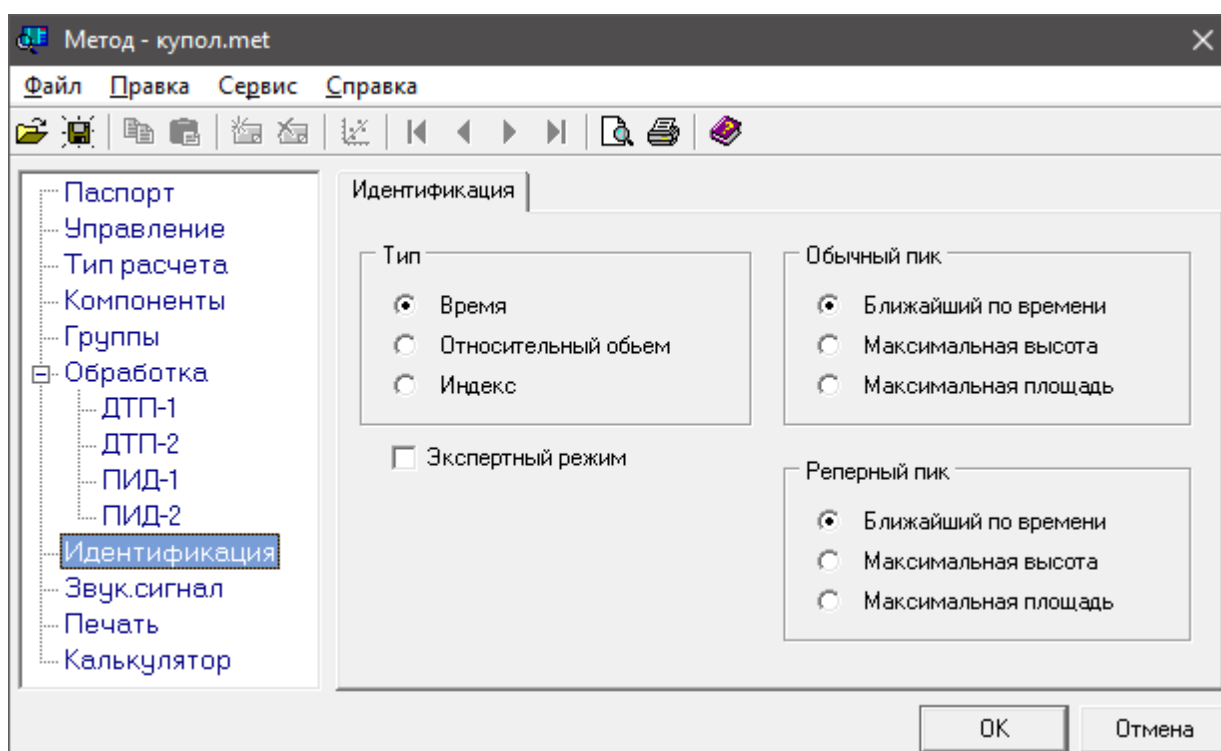 Метод - купол.met
Файл Правка Сервис Справка
Паспорт
Управление
Тип расчета
Компоненты
Группы
Обработка
ДТП-1
ДТП-2
ПИД-1
ПИД-2
Идентификация
Звук.сигнал
Печать
Калькулятор
Идентификация
Тип
Время
Относительный обьем
Индекс
Экспертный режим
Обычный пик
Ближайший по времени
Максимальная высота
Максимальная площадь
Реперный пик
Ближайший по времени
Максимальная высота
Максимальная площадь
OK Отмена